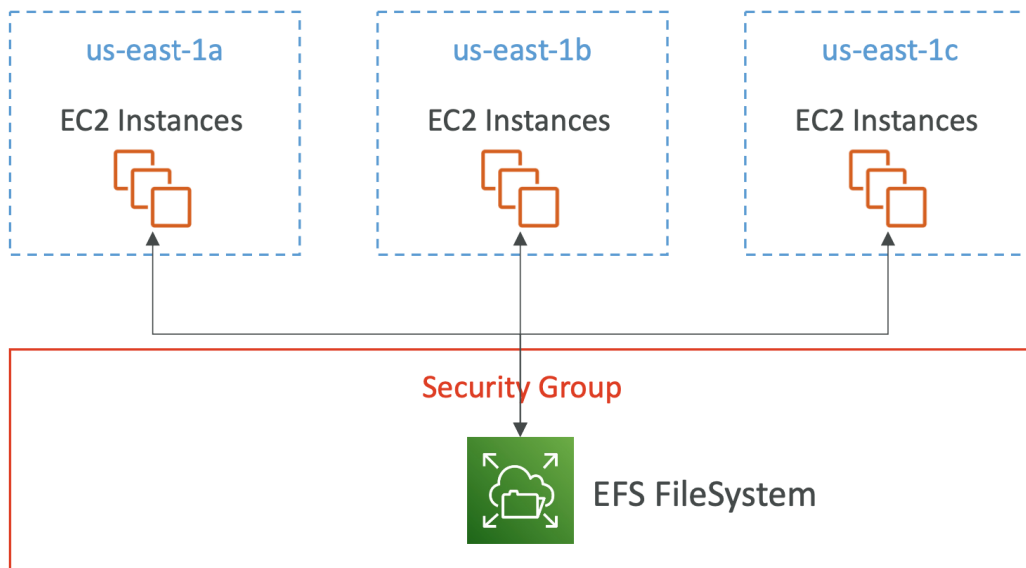 us-east-1a
us-east-1b
us-east-1c
EC2 Instances
EC2 Instances
EC2 Instances
Security Group
EFS FileSystem